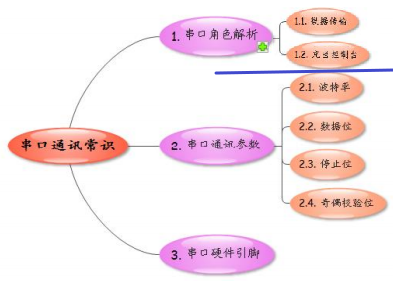 串口通讯常识
1. 串口角色解析
1.1. 数据传输
1.2. 充当控制台
2. 串口通讯参数
2.1. 波特率
2.2. 数据位
2.3. 停止位
2.4. 奇偶校验位
3. 串口硬件引脚